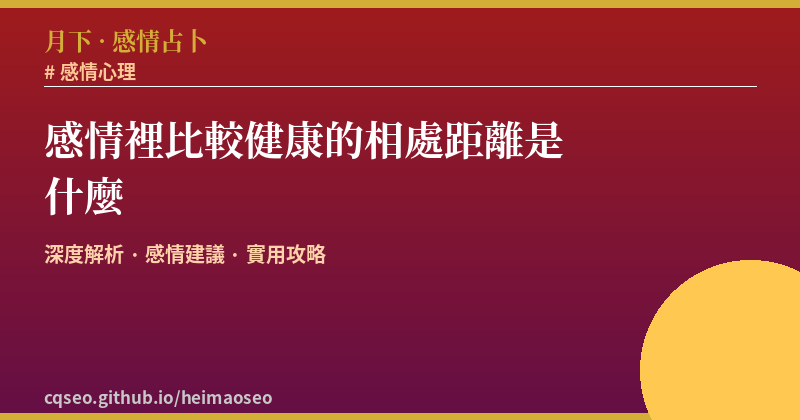 月下 · 感情占卜
# 感情心理
感情裡比較健康的相處距離是
什麼
深度解析 · 感情建議 · 實用攻略
cqseo.github.io/heimaoseo